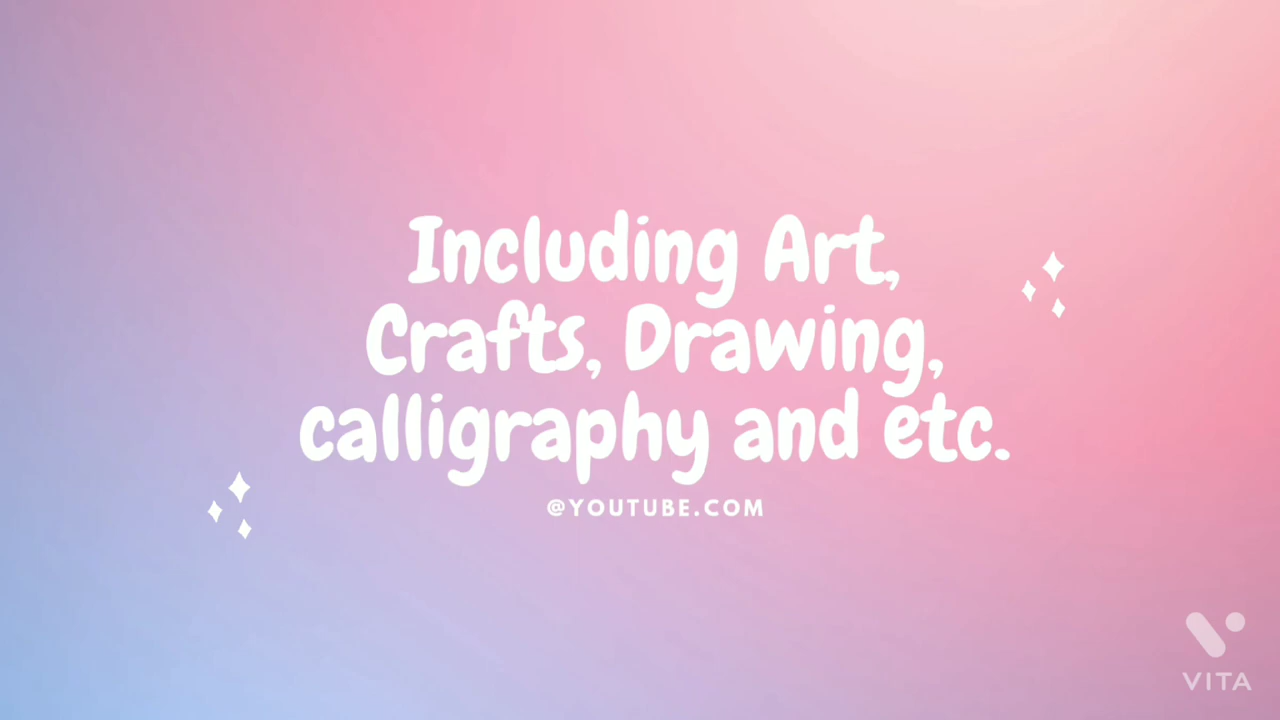 Including Art,
Crafts, Drawing,
calligraphy and etc.
@YOUTUBE.COM
VITA